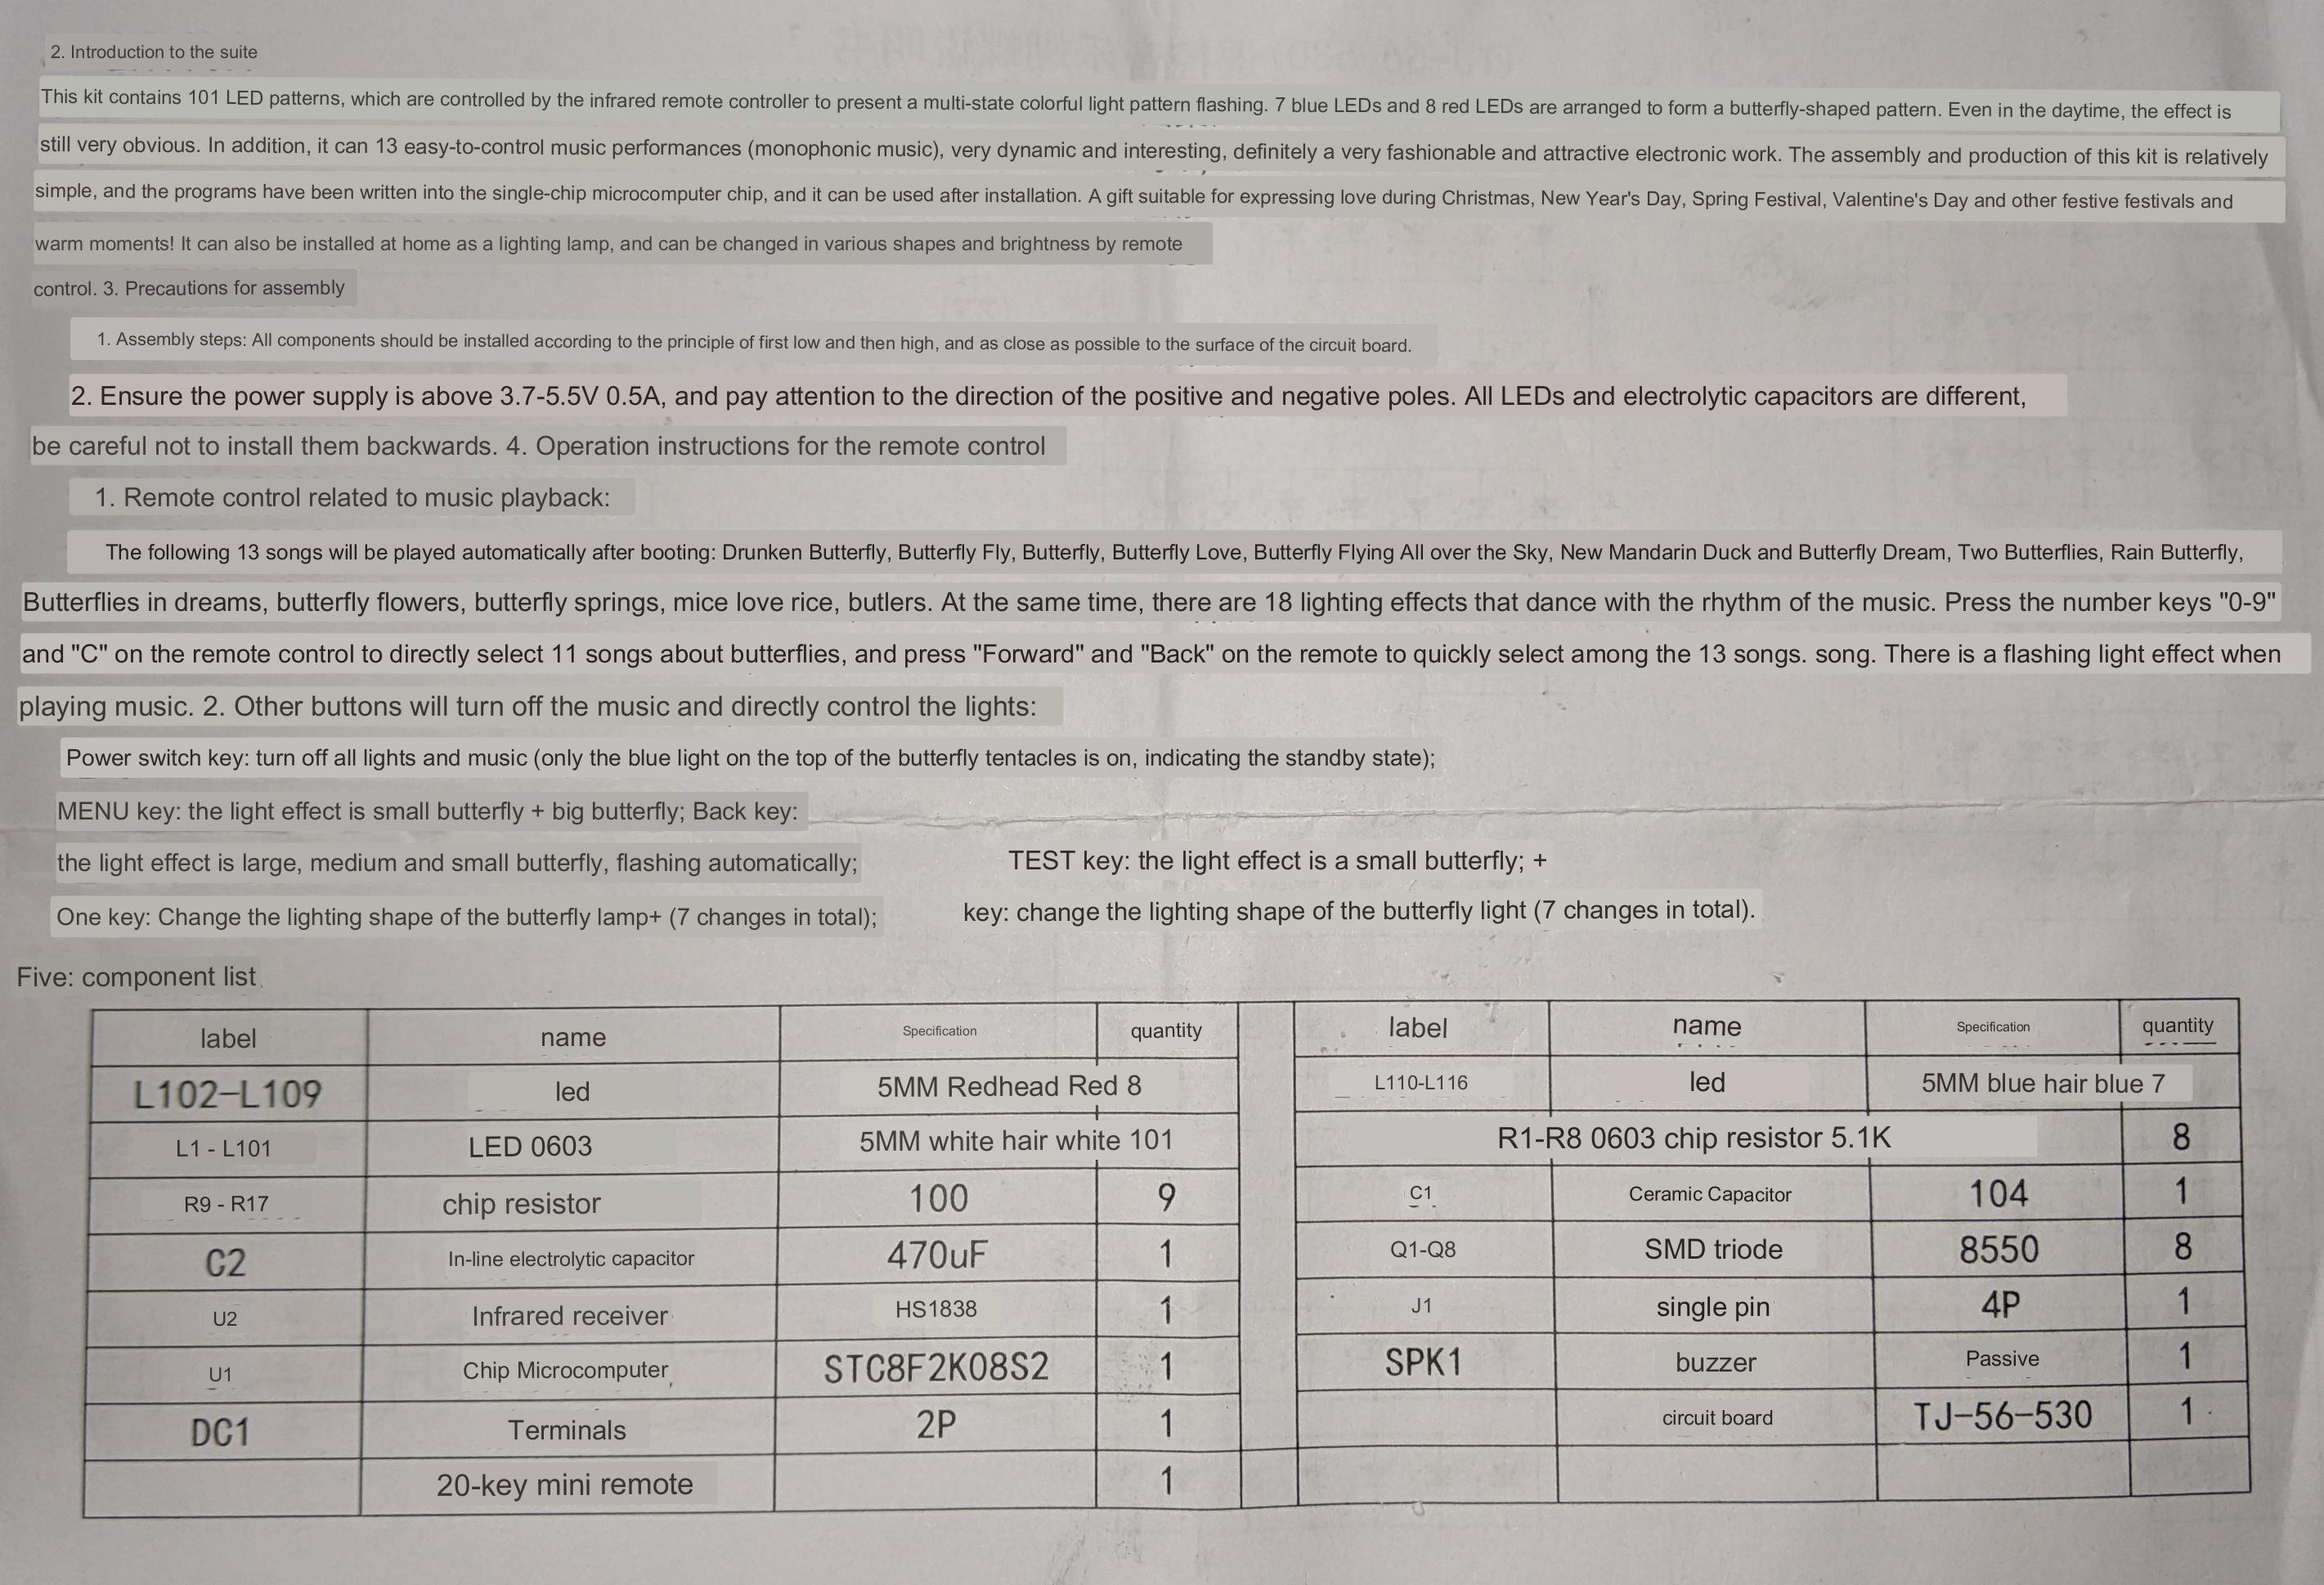 2. Introduction to the suite
This kit contains 101 LED patterns, which are controlled by the infrared remote controller to present a multi-state colorful light pattern flashing. 7 blue LEDs and 8 red LEDs are arranged to form a butterfly-shaped pattern. Even in the daytime, the effect is
still very obvious. In addition, it can 13 easy-to-control music performances (monophonic music), very dynamic and interesting, definitely a very fashionable and attractive electronic work. The assembly and production of this kit is relatively
simple, and the programs have been written into the single-chip microcomputer chip, and it can be used after installation. A gift suitable for expressing love during Christmas, New Year's Day, Spring Festival, Valentine's Day and other festive festivals and
warm moments! It can also be installed at home as a lighting lamp, and can be changed in various shapes and brightness by remote
control. 3. Precautions for assembly
1. Assembly steps: All components should be installed according to the principle of first low and then high, and as close as possible to the surface of the circuit board.
2. Ensure the power supply is above 3.7-5.5V 0.5A, and pay attention to the direction of the positive and negative poles. All LEDs and electrolytic capacitors are different,
be careful not to install them backwards. 4. Operation instructions for the remote control
1. Remote control related to music playback:
The following 13 songs will be played automatically after booting: Drunken Butterfly, Butterfly Fly, Butterfly, Butterfly Love, Butterfly Flying All over the Sky, New Mandarin Duck and Butterfly Dream, Two Butterflies, Rain Butterfly,
Butterflies in dreams, butterfly flowers, butterfly springs, mice love rice, butlers. At the same time, there are 18 lighting effects that dance with the rhythm of the music. Press the number keys "0-9"
and "C" on the remote control to directly select 11 songs about butterflies, and press "Forward" and "Back" on the remote to quickly select among the 13 songs. song. There is a flashing light effect when
playing music. 2. Other buttons will turn off the music and directly control the lights:
Power switch key: turn off all lights and music (only the blue light on the top of the butterfly tentacles is on, indicating the standby state);
MENU key: the light effect is small butterfly + big butterfly; Back key:
the light effect is large, medium and small butterfly, flashing automatically; TEST key: the light effect is a small butterfly; +
One key: Change the lighting shape of the butterfly lamp+ (7 changes in total); key: change the lighting shape of the butterfly light (7 changes in total).
Five: component list
label name Specification quantity label name Specification quantity
L102-L109 led 5MM Redhead Red 8 L110-L116 led 5MM blue hair blue 7
L1 - L101 LED 0603 5MM white hair white 101 R1-R8 0603 chip resistor 5.1K 8
R9 - R17 chip resistor 100 9 C1 Ceramic Capacitor 104 1
C2 In-line electrolytic capacitor 470uF 1 Q1-Q8 SMD triode 8550 8
U2 Infrared receiver HS1838 1 J1 single pin 4P 1
U1 Chip Microcomputer STC8F2K08S2 1 SPK1 buzzer Passive 1
DC1 Terminals 2P 1 circuit board TJ-56-530 1
20-key mini remote 1